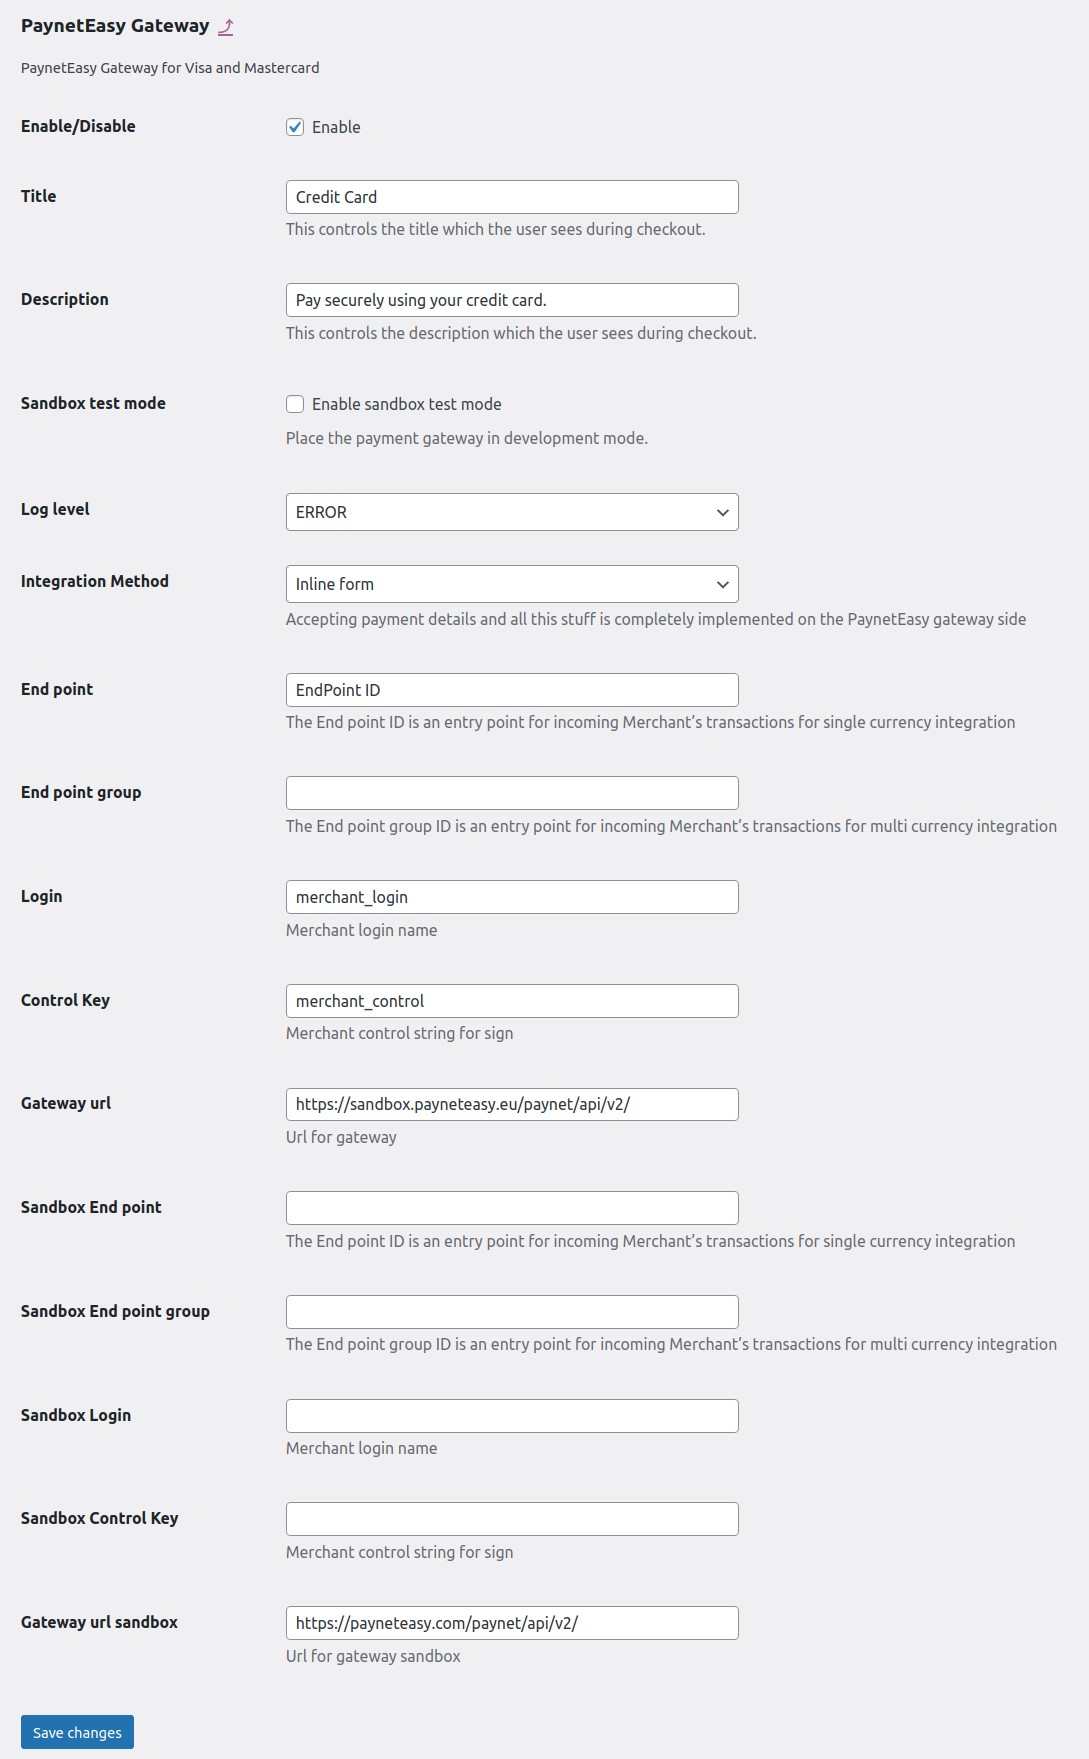 PaynetEasy Gateway
PaynetEasy Gateway for Visa and Mastercard
Enable/Disable
Enable
Title
Credit Card
This controls the title which the user sees during checkout.
Description
Pay securely using your credit card.
This controls the description which the user sees during checkout.
Sandbox test mode
Enable sandbox test mode
Place the payment gateway in development mode.
Log level
ERROR
Integration Method
Inline form
Accepting payment details and all this stuff is completely implemented on the PaynetEasy gateway side
End point
EndPoint ID
The End point ID is an entry point for incoming Merchant’s transactions for single currency integration
End point group
The End point group ID is an entry point for incoming Merchant’s transactions for multi currency integration
Login
merchant_login
Merchant login name
Control Key
merchant_control
Merchant control string for sign
Gateway url
https://sandbox.payneteasy.eu/paynet/api/v2/
Url for gateway
Sandbox End point
The End point ID is an entry point for incoming Merchant’s transactions for single currency integration
Sandbox End point group
The End point group ID is an entry point for incoming Merchant’s transactions for multi currency integration
Sandbox Login
Merchant login name
Sandbox Control Key
Merchant control string for sign
Gateway url sandbox
https://payneteasy.com/paynet/api/v2/
Url for gateway sandbox
Save changes